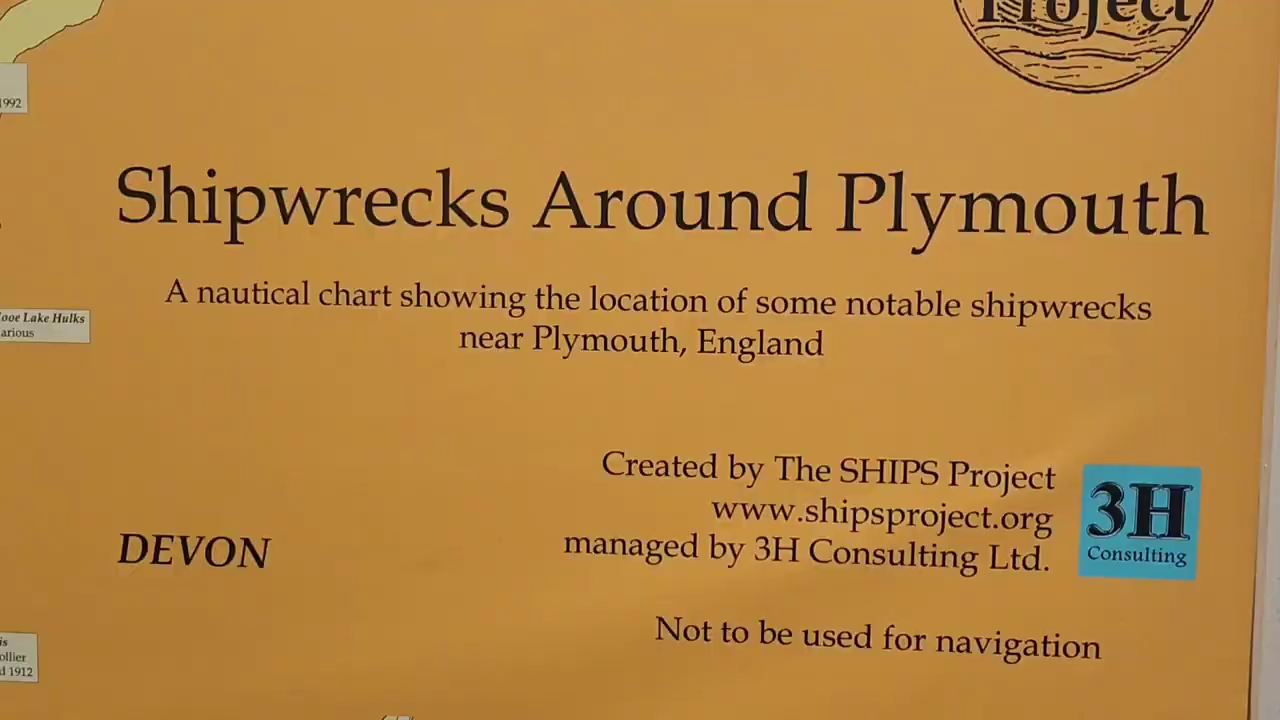 Project
1992
Shipwrecks Around Plymouth
A nautical chart showing the location of some notable shipwrecks
near Plymouth, England
ooe Lake Hulks
arious
Created by The SHIPS Project
www.shipsproject.org
managed by 3H Consulting Ltd.
3H
Consulting
DEVON
Not to be used for navigation
is
ollier
d 1912